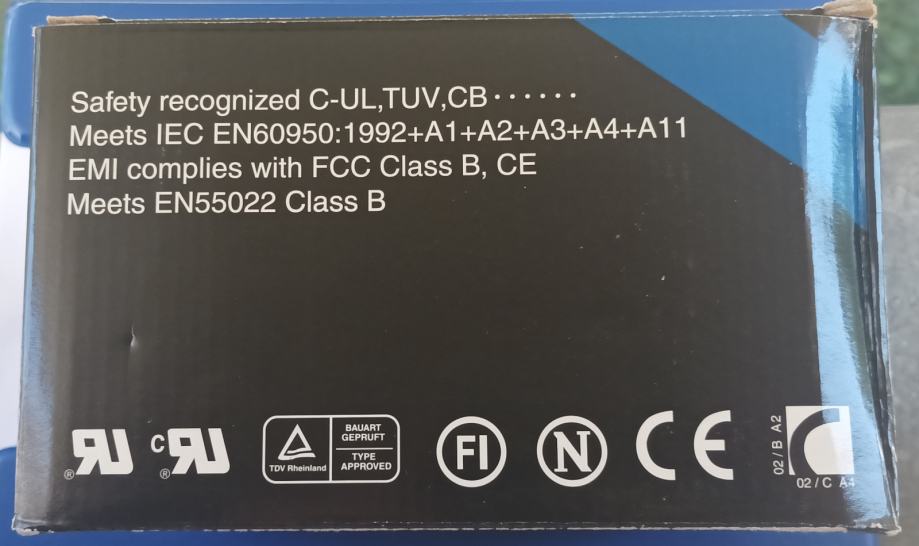 Safety recognized C-UL,TUV,CB······
Meets IEC EN60950:1992+A1+A2+A3+A4+A11
EMI complies with FCC Class B, CE
Meets EN55022 Class B
BAUART
GEPRUFT
TDV Rheinland
TYPE
APPROVED
c
FI
N
CE
02 / B A2
02 / C A4